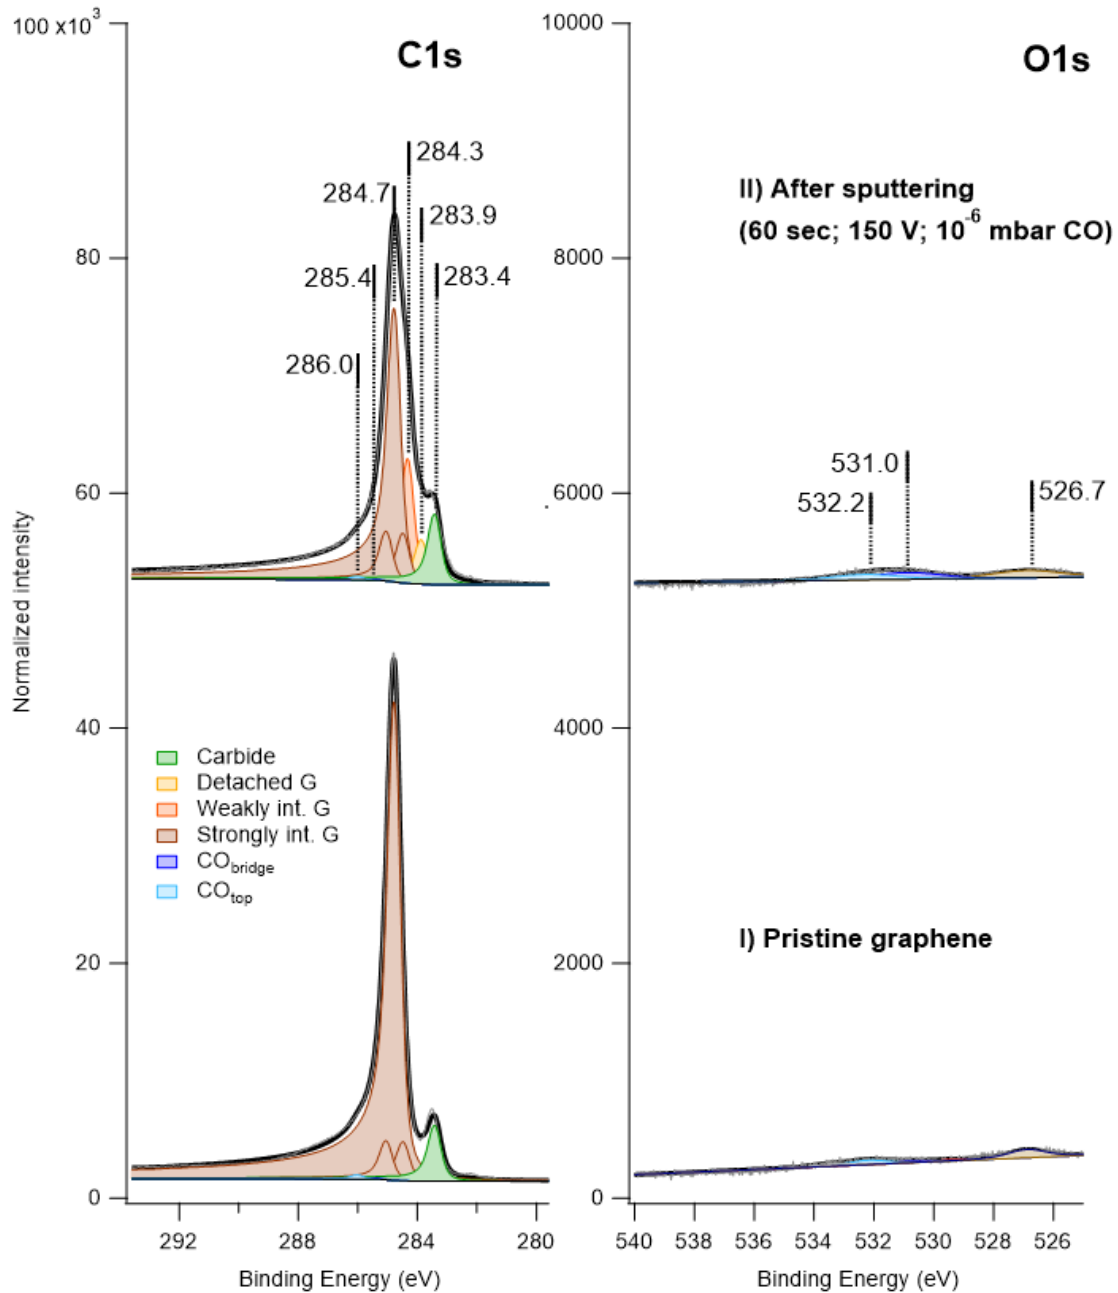 100 x10³
C1s
284.3
284.7
283.9
285.4
283.4
286.0
80
60
40
20
0
Normalized intensity
Carbide
Detached G
Weakly int. G
Strongly int. G
CO_bridge
CO_top
292
288
284
280
Binding Energy (eV)
10000
O1s
II) After sputtering
(60 sec; 150 V; 10⁻⁶ mbar CO)
8000
531.0
532.2
526.7
6000
4000
I) Pristine graphene
2000
0
540
538
536
534
532
530
528
526
Binding Energy (eV)